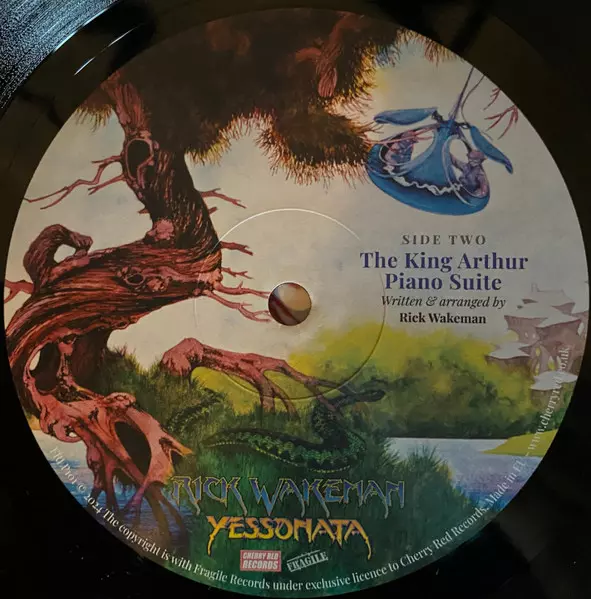 SIDE TWO
The King Arthur
Piano Suite
Written & arranged by
Rick Wakeman
RICK WAKEMAN
YESSONATA
CHERRY RED
RECORDS
FRAGILE
℗ © 2024 The copyright is with Fragile Records under exclusive licence to Cherry Red Records. Made in EU